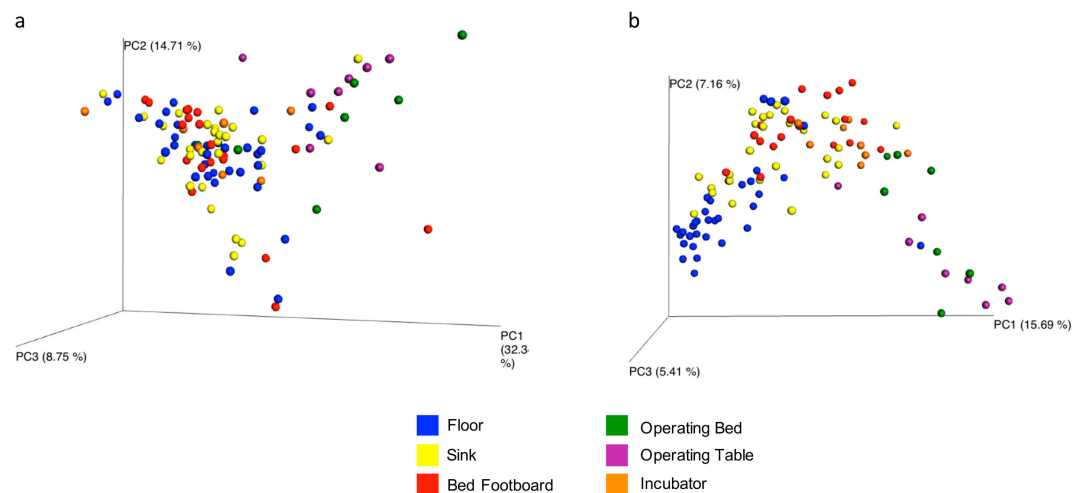 a
b
PC2 (14.71 %)
PC2 (7.16 %)
PC1
(32.3
%)
PC1 (15.69 %)
PC3 (8.75 %)
PC3 (5.41 %)
Floor
Sink
Bed Footboard
Operating Bed
Operating Table
Incubator